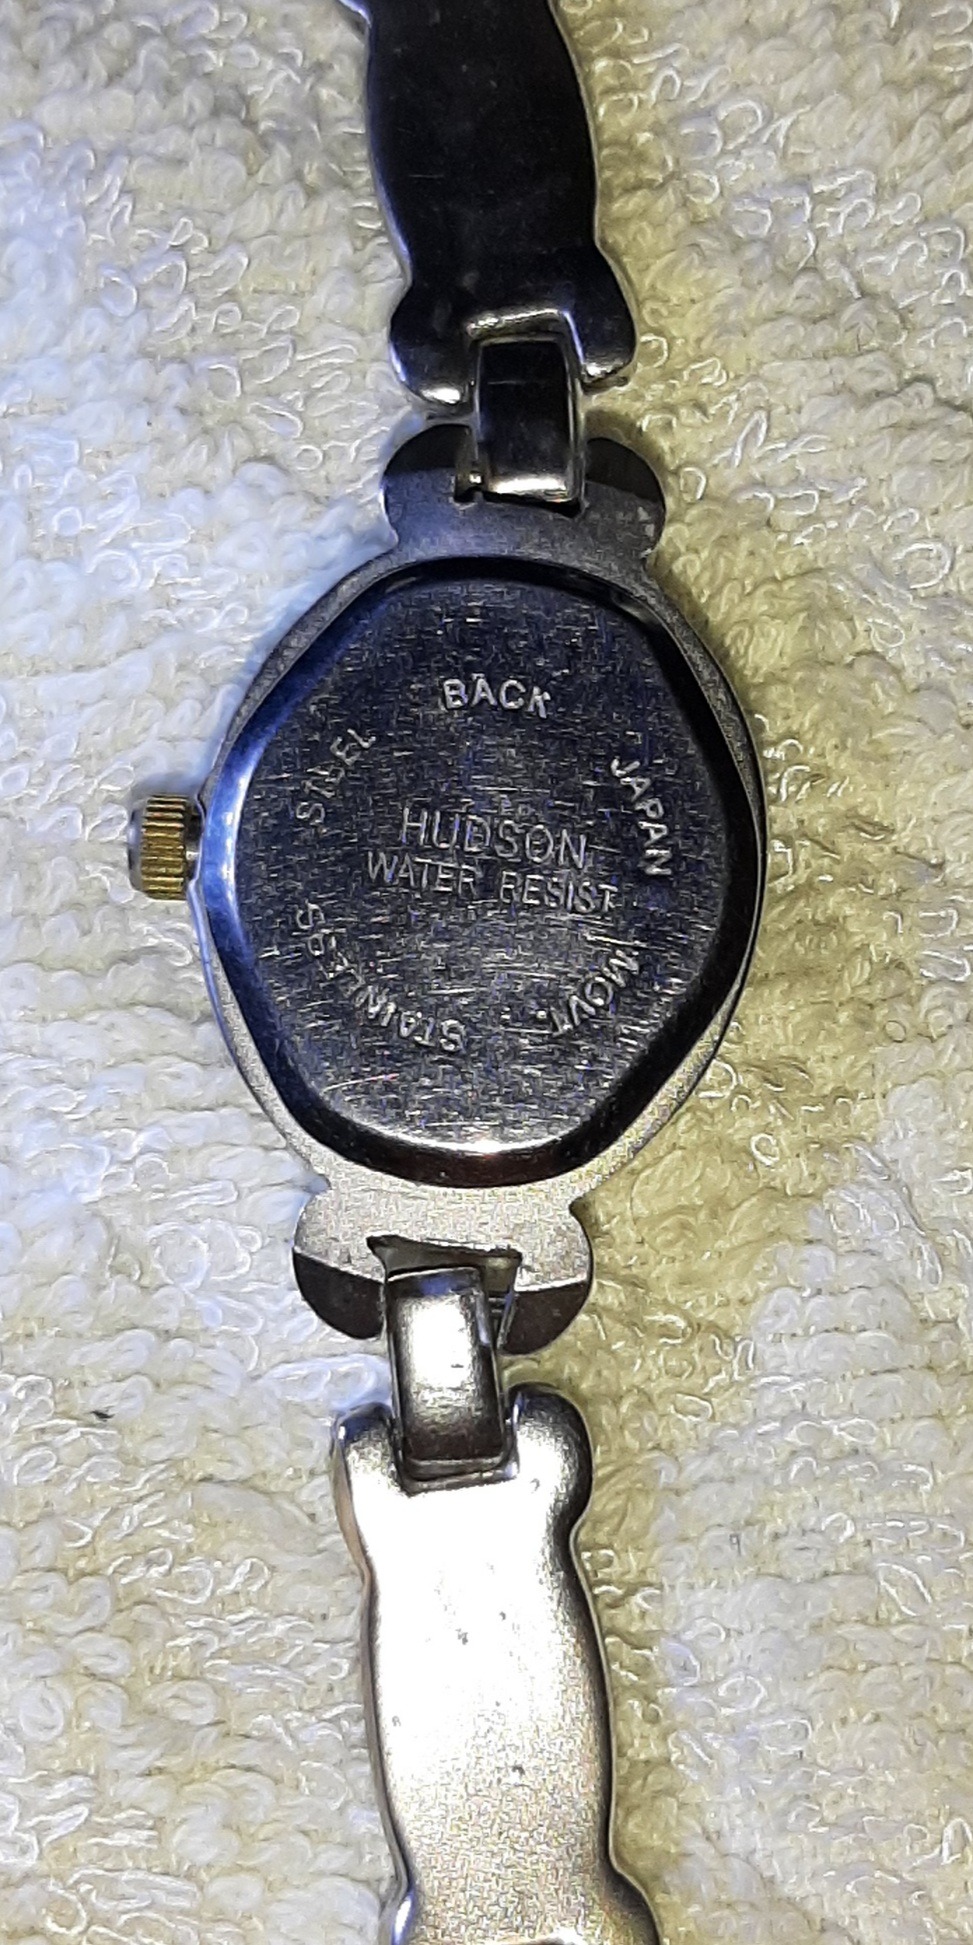 STAINLESS STEEL BACK
JAPAN MOVT.
HUDSON
WATER RESIST